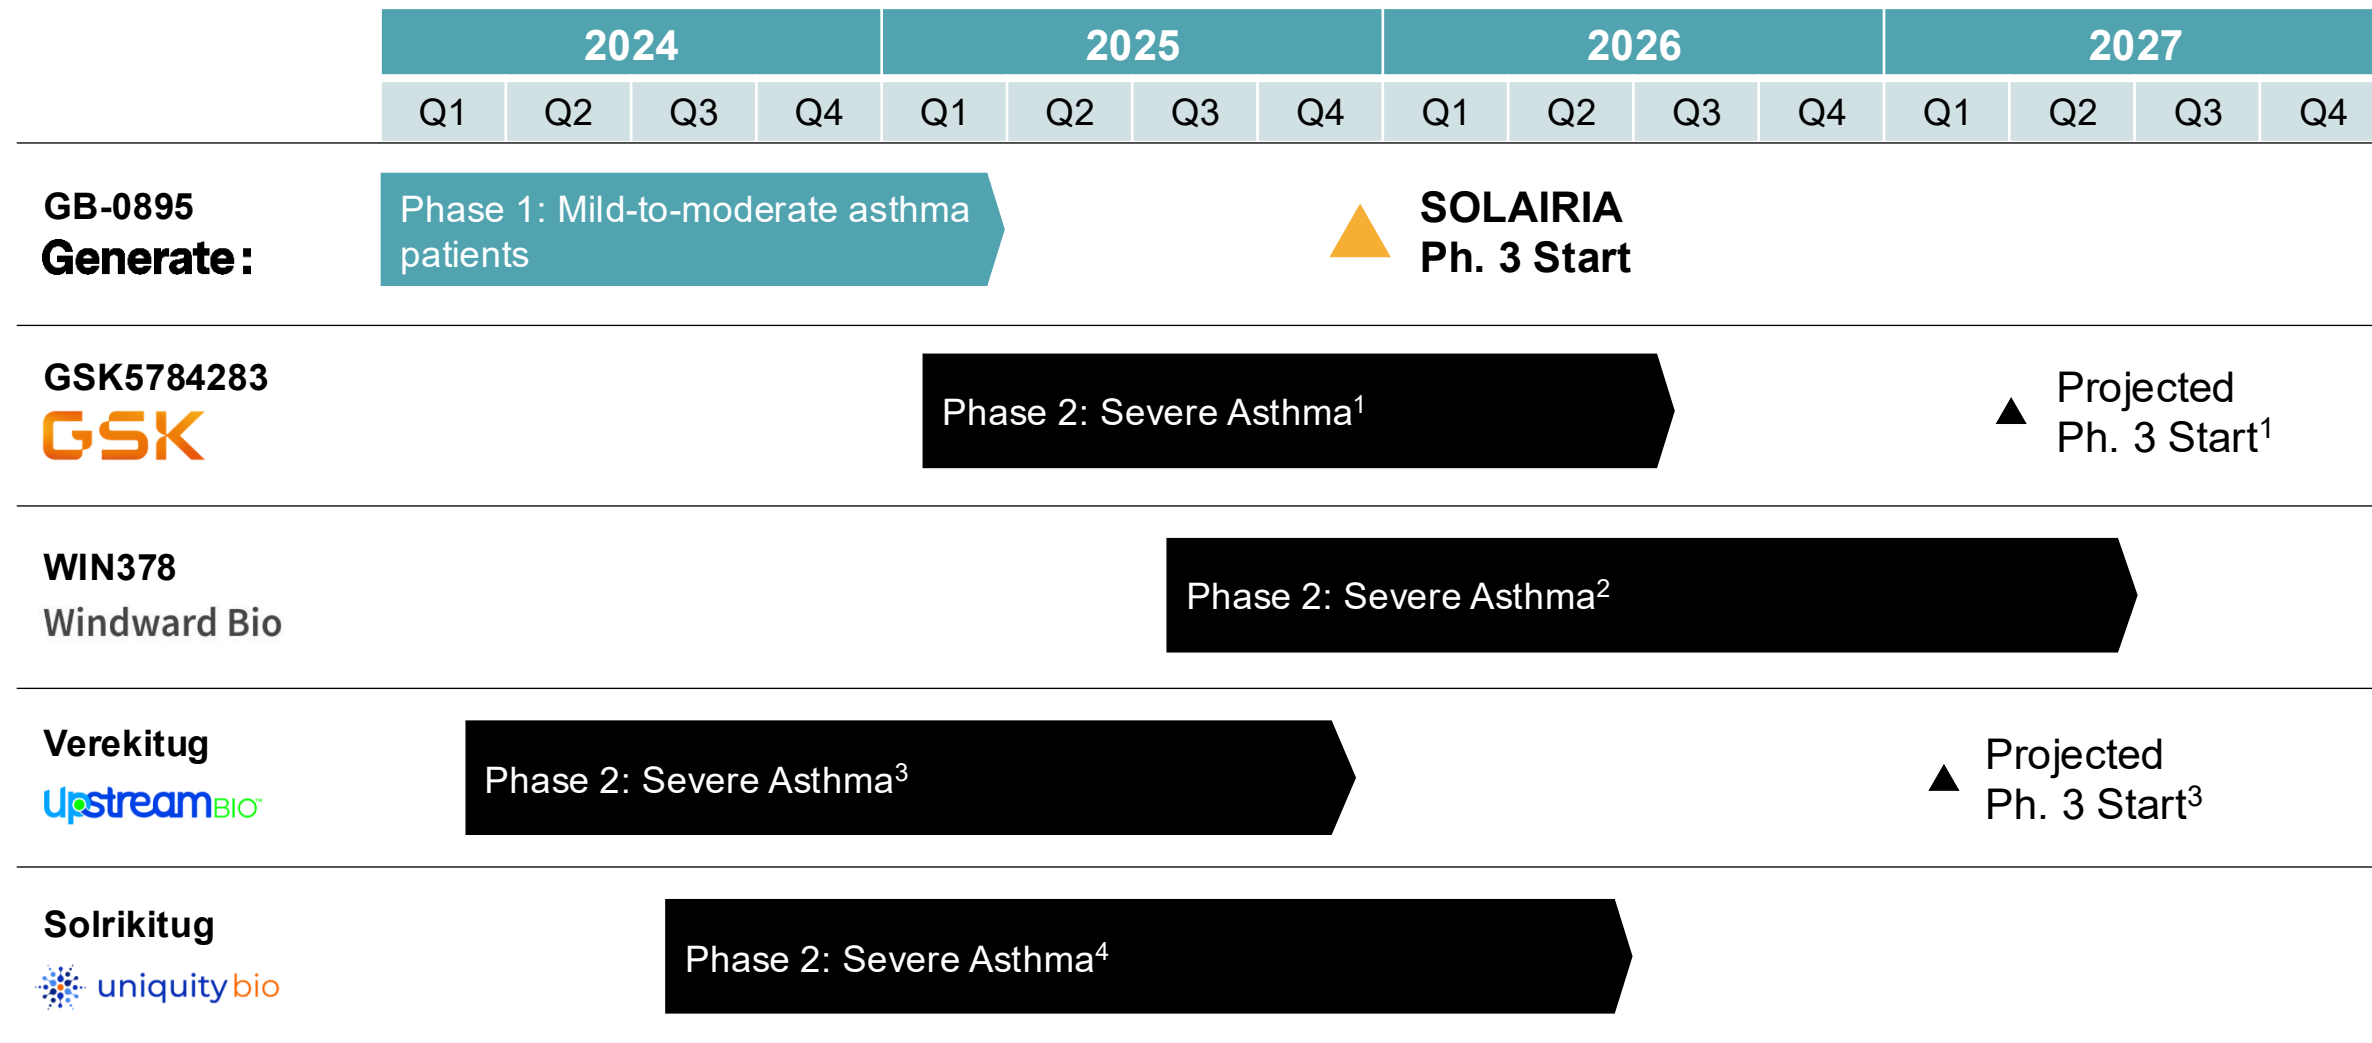 2024 2025 2026 2027
Q1 Q2 Q3 Q4 Q1 Q2 Q3 Q4 Q1 Q2 Q3 Q4 Q1 Q2 Q3 Q4
GB-0895
Generate:
Phase 1: Mild-to-moderate asthma
patients
SOLAIRIA
Ph. 3 Start
GSK5784283
GSK
Phase 2: Severe Asthma¹
Projected
Ph. 3 Start¹
WIN378
Windward Bio
Phase 2: Severe Asthma²
Verekitug
UpstreamBIO™
Phase 2: Severe Asthma³
Projected
Ph. 3 Start³
Solrikitug
uniquity bio
Phase 2: Severe Asthma⁴